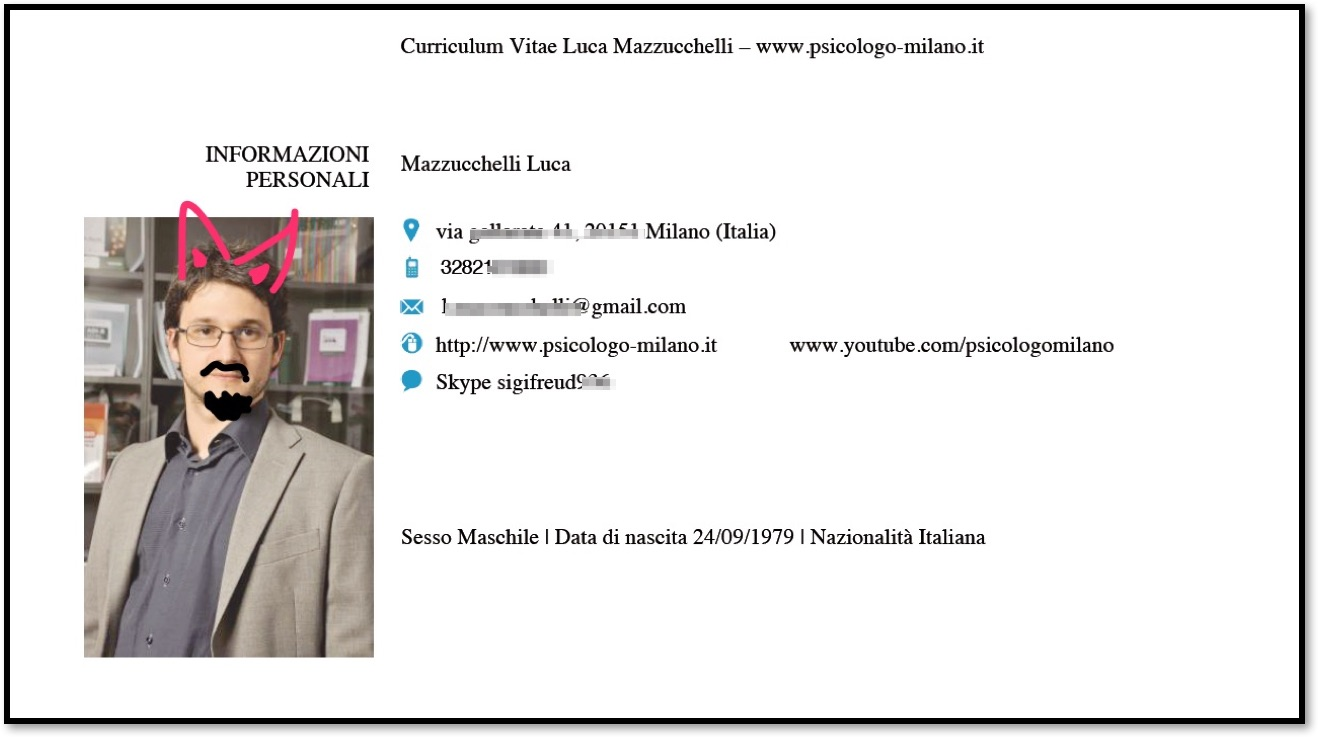 Curriculum Vitae Luca Mazzucchelli – www.psicologo-milano.it
INFORMAZIONI
PERSONALI
Mazzucchelli Luca
via Milano (Italia)
32821
@gmail.com
http://www.psicologo-milano.it www.youtube.com/psicologomilano
Skype sigifreud
Sesso Maschile | Data di nascita 24/09/1979 | Nazionalità Italiana